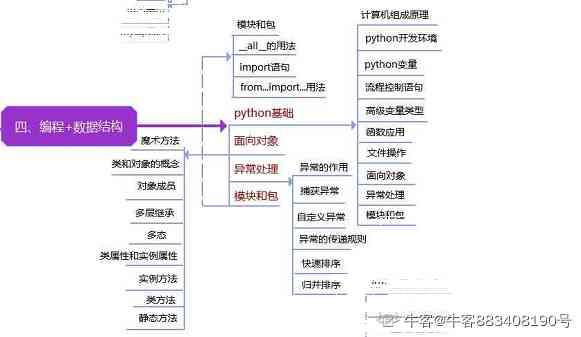 四、编程+数据结构
python基础
面向对象
异常处理
模块和包
模块和包
__all__的用法
import语句
from...import...用法
计算机组成原理
python开发环境
python变量
流程控制语句
高级变量类型
函数应用
文件操作
面向对象
异常处理
模块和包
魔术方法
类和对象的概念
对象成员
多层继承
多态
类属性和实例属性
实例方法
类方法
静态方法
异常的作用
捕获异常
自定义异常
异常的传递规则
快速排序
归并排序
牛客@牛客883408190号